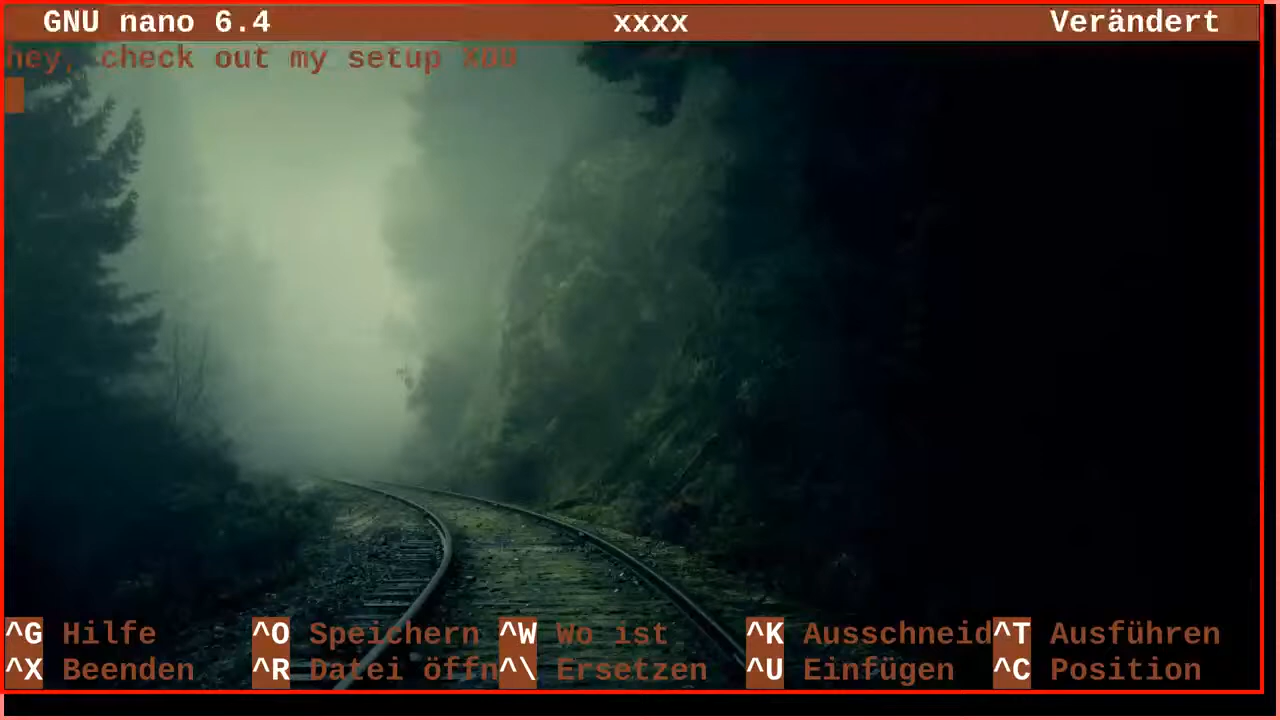 GNU nano 6.4 xxxx Verändert
hey, check out my setup XDD
^G Hilfe ^O Speichern ^W Wo ist ^K Ausschneid ^T Ausführen
^X Beenden ^R Datei öffn ^\ Ersetzen ^U Einfügen ^C Position